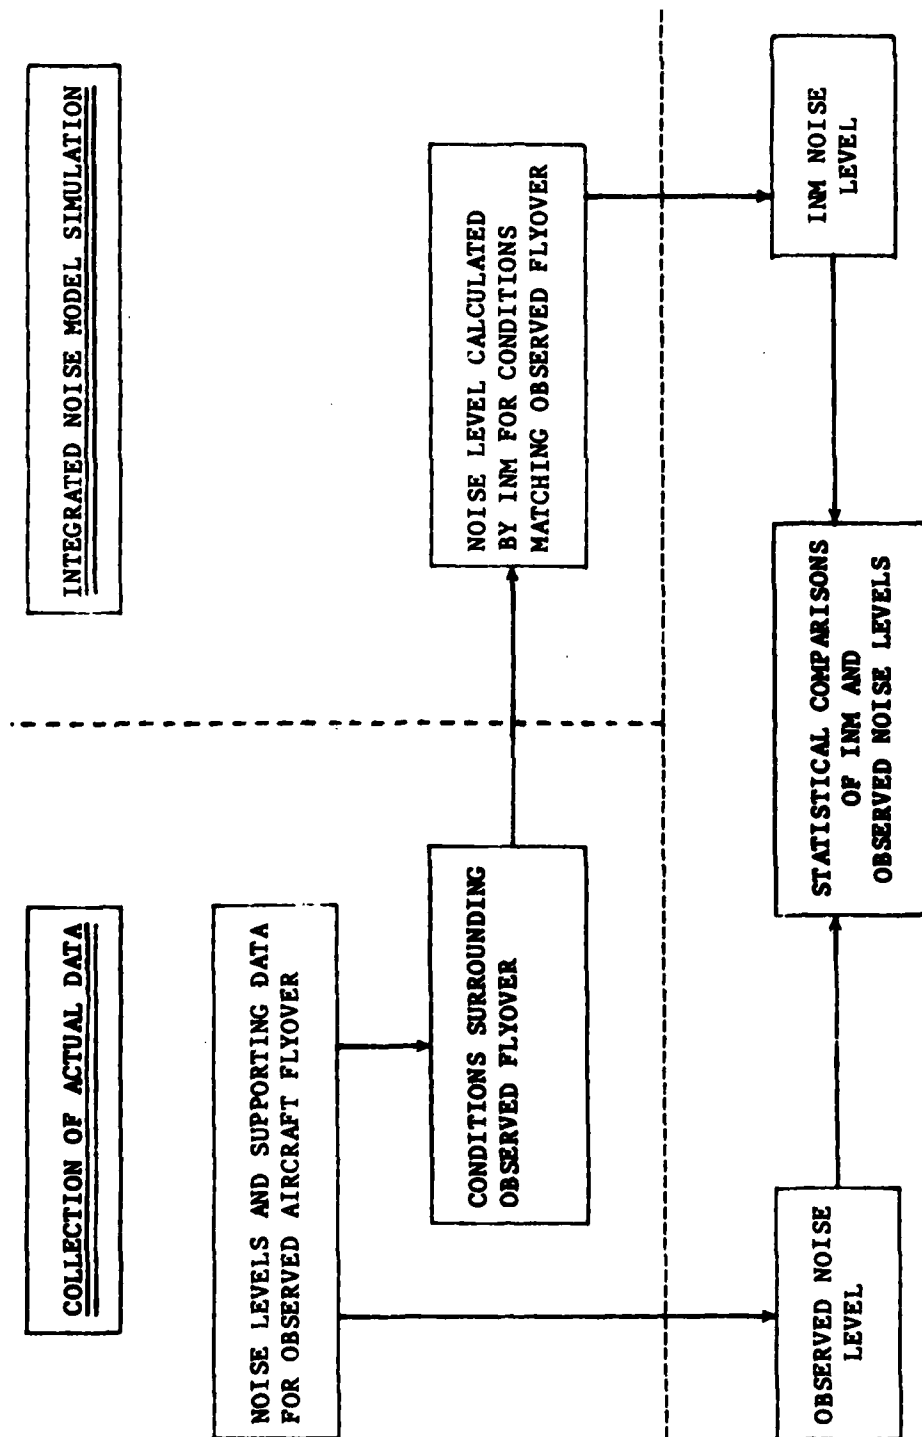 COLLECTION OF ACTUAL DATA
INTEGRATED NOISE MODEL SIMULATION
NOISE LEVELS AND SUPPORTING DATA
FOR OBSERVED AIRCRAFT FLYOVER
CONDITIONS SURROUNDING
OBSERVED FLYOVER
NOISE LEVEL CALCULATED
BY INM FOR CONDITIONS
MATCHING OBSERVED FLYOVER
OBSERVED NOISE
LEVEL
STATISTICAL COMPARISONS
OF INM AND
OBSERVED NOISE LEVELS
INM NOISE
LEVEL